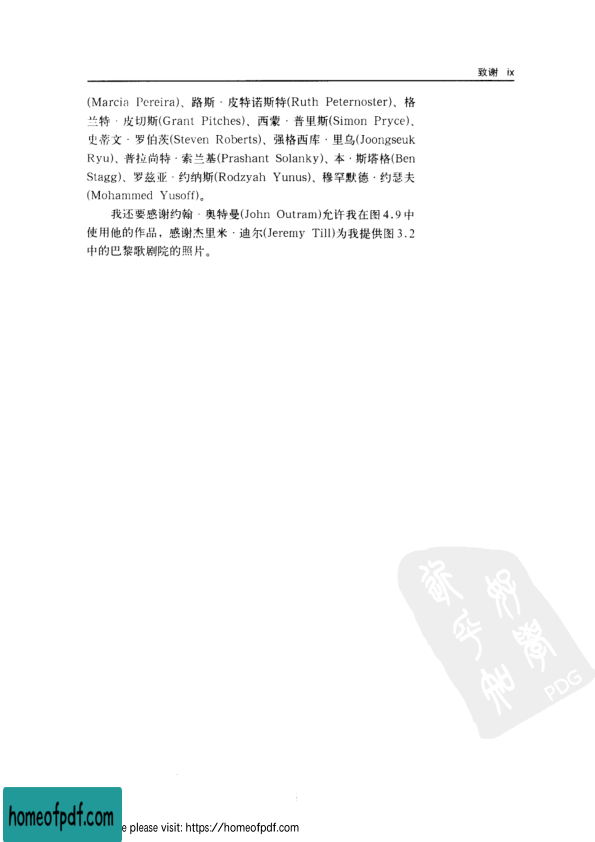 致谢 ix
(Marcia Pereira)、路斯·皮特诺斯特(Ruth Peternoster)、格
兰特·皮切斯(Grant Pitches)、西蒙·普里斯(Simon Pryce)、
史蒂文·罗伯茨(Steven Roberts)、强格西库·里乌(Joongseuk
Ryu)、普拉尚特·索兰基(Prashant Solanky)、本·斯塔格(Ben
Stagg)、罗兹亚·约纳斯(Rodzyah Yunus)、穆罕默德·约瑟夫
(Mohammed Yusoff)。
我还要感谢约翰·奥特曼(John Outram)允许我在图4.9中
使用他的作品，感谢杰里米·迪尔(Jeremy Till)为我提供图3.2
中的巴黎歌剧院的照片。
PDG
homeofpdf.com
e please visit: https://homeofpdf.com